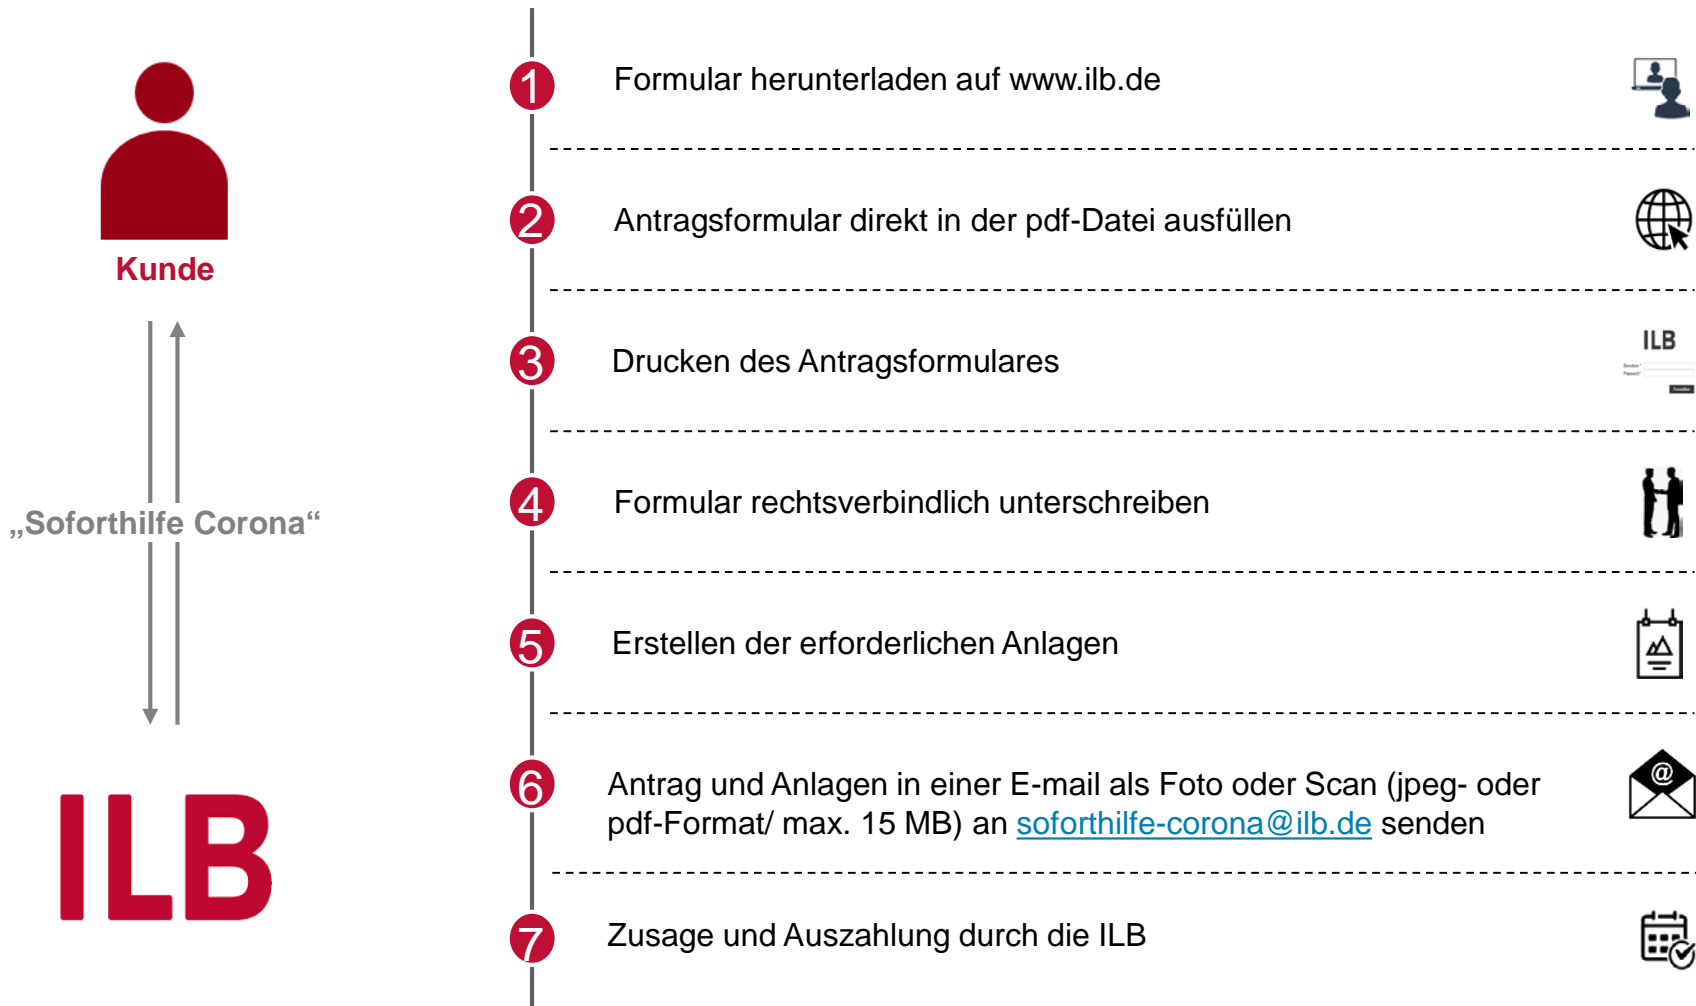 Kunde
„Soforthilfe Corona“
ILB
1
Formular herunterladen auf www.ilb.de
2
Antragsformular direkt in der pdf-Datei ausfüllen
3
Drucken des Antragsformulares
ILB
4
Formular rechtsverbindlich unterschreiben
5
Erstellen der erforderlichen Anlagen
6
Antrag und Anlagen in einer E-mail als Foto oder Scan (jpeg- oder
pdf-Format/ max. 15 MB) an soforthilfe-corona@ilb.de senden
@
7
Zusage und Auszahlung durch die ILB